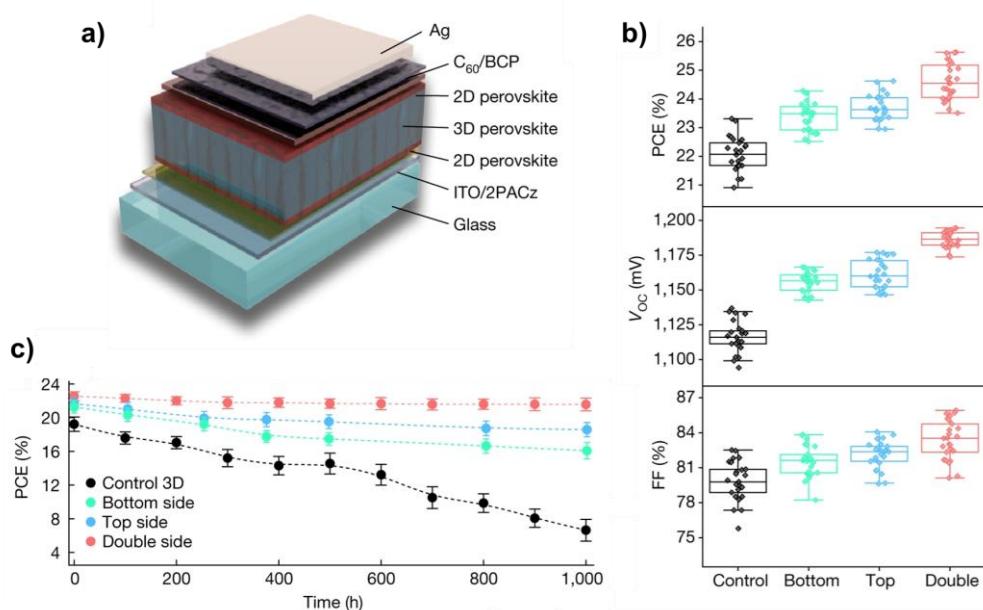 a)
Ag
C60/BCP
2D perovskite
3D perovskite
2D perovskite
ITO/2PACz
Glass
b)
PCE (%)
26
25
24
23
22
21
VOC (mV)
1,200
1,175
1,150
1,125
1,100
FF (%)
87
84
81
78
75
Control Bottom Top Double
c)
PCE (%)
24
20
16
12
8
4
Control 3D
Bottom side
Top side
Double side
0 200 400 600 800 1,000
Time (h)